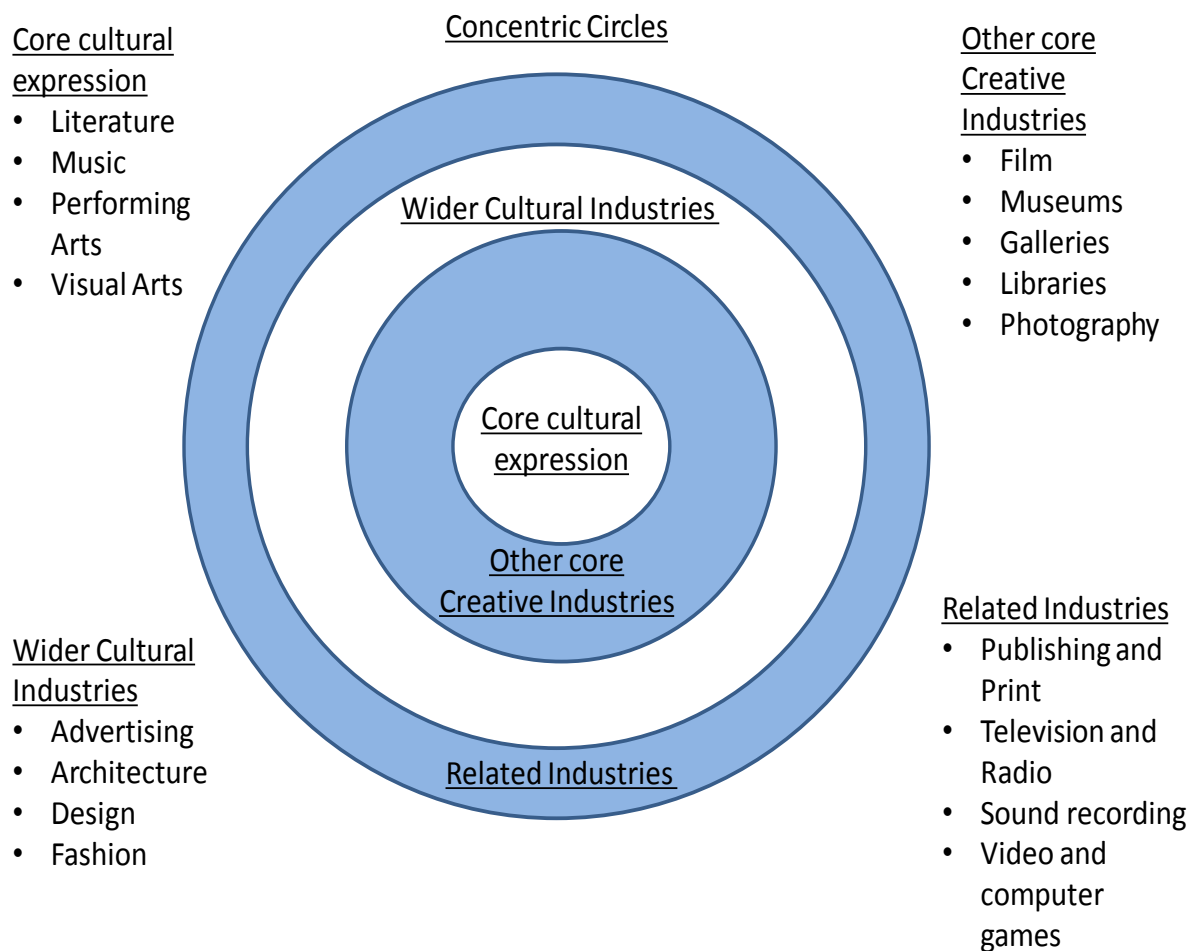 Concentric Circles
Core cultural
expression
• Literature
• Music
• Performing
Arts
• Visual Arts
Other core
Creative
Industries
• Film
• Museums
• Galleries
• Libraries
• Photography
Wider Cultural Industries
Core cultural
expression
Other core
Creative Industries
Related Industries
Wider Cultural
Industries
• Advertising
• Architecture
• Design
• Fashion
Related Industries
• Publishing and
Print
• Television and
Radio
• Sound recording
• Video and
computer
games